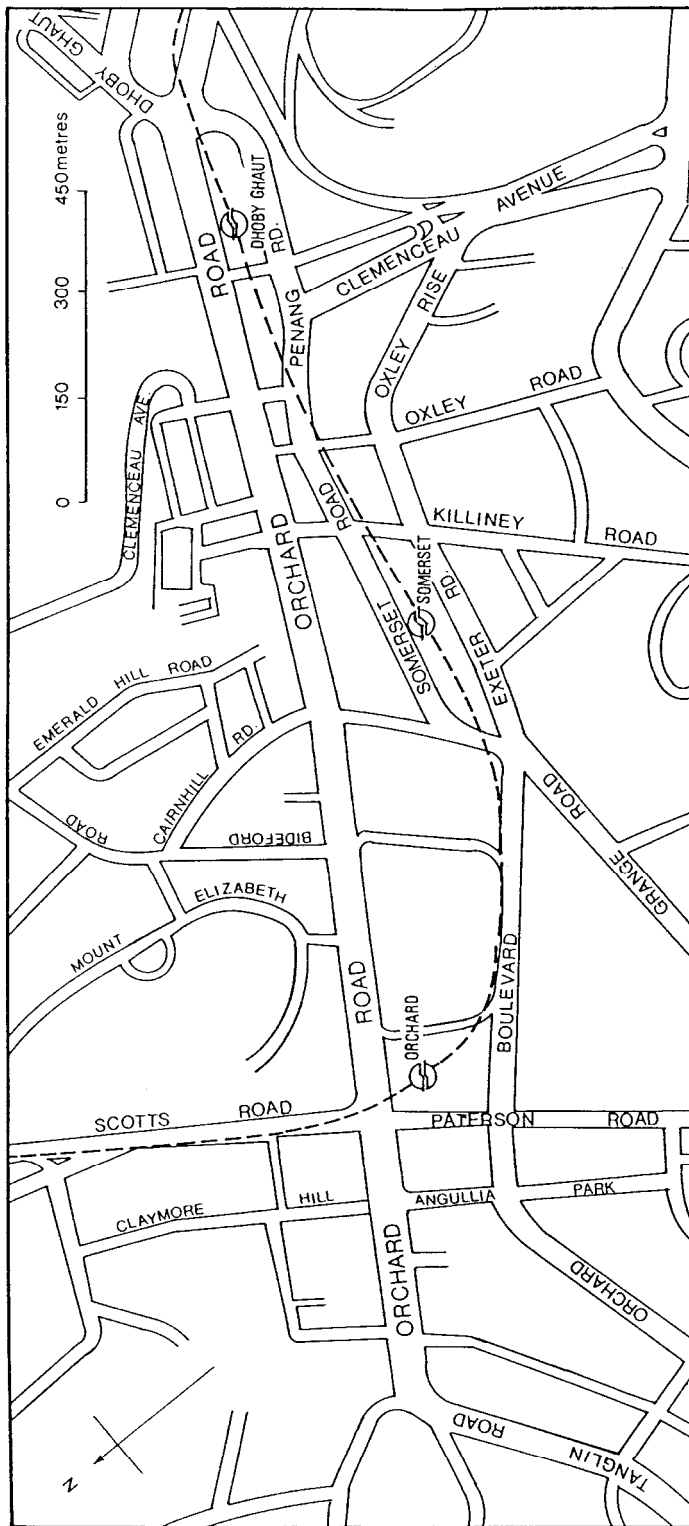 DHOBY GHAUT
450 metres
300
150
0
ROAD
DHOBY GHAUT
PENANG RD.
CLEMENCEAU AVENUE
OXLEY RISE
OXLEY ROAD
CLEMENCEAU AVE.
ORCHARD
SOMERSET ROAD
SOMERSET
KILLINEY ROAD
EXETER RD.
EMERALD HILL ROAD
CAIRNHILL RD.
ROAD
BIDEFORD
MOUNT ELIZABETH
GRANGE ROAD
ROAD
ORCHARD
BOULEVARD
SCOTTS ROAD
PATERSON ROAD
CLAYMORE HILL
ANGULLIA PARK
ORCHARD
ORCHARD
TANGLIN ROAD
N